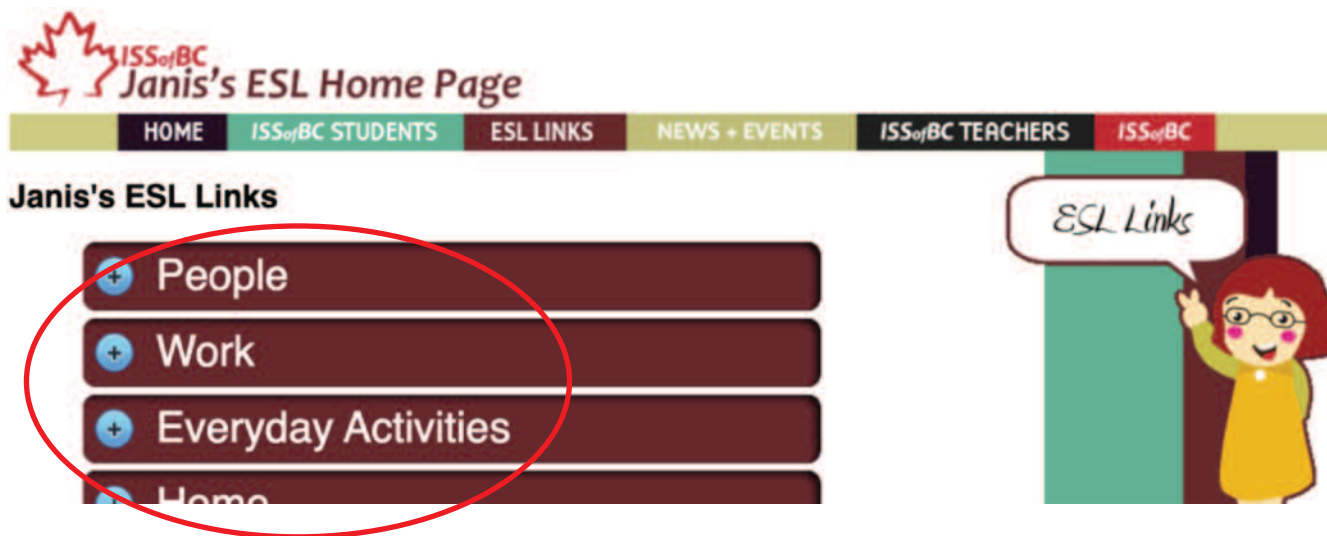 ISSofBC
Janis's ESL Home Page
HOME ISSofBC STUDENTS ESL LINKS NEWS + EVENTS ISSofBC TEACHERS ISSofBC
Janis's ESL Links
ESL Links
People
Work
Everyday Activities
Home